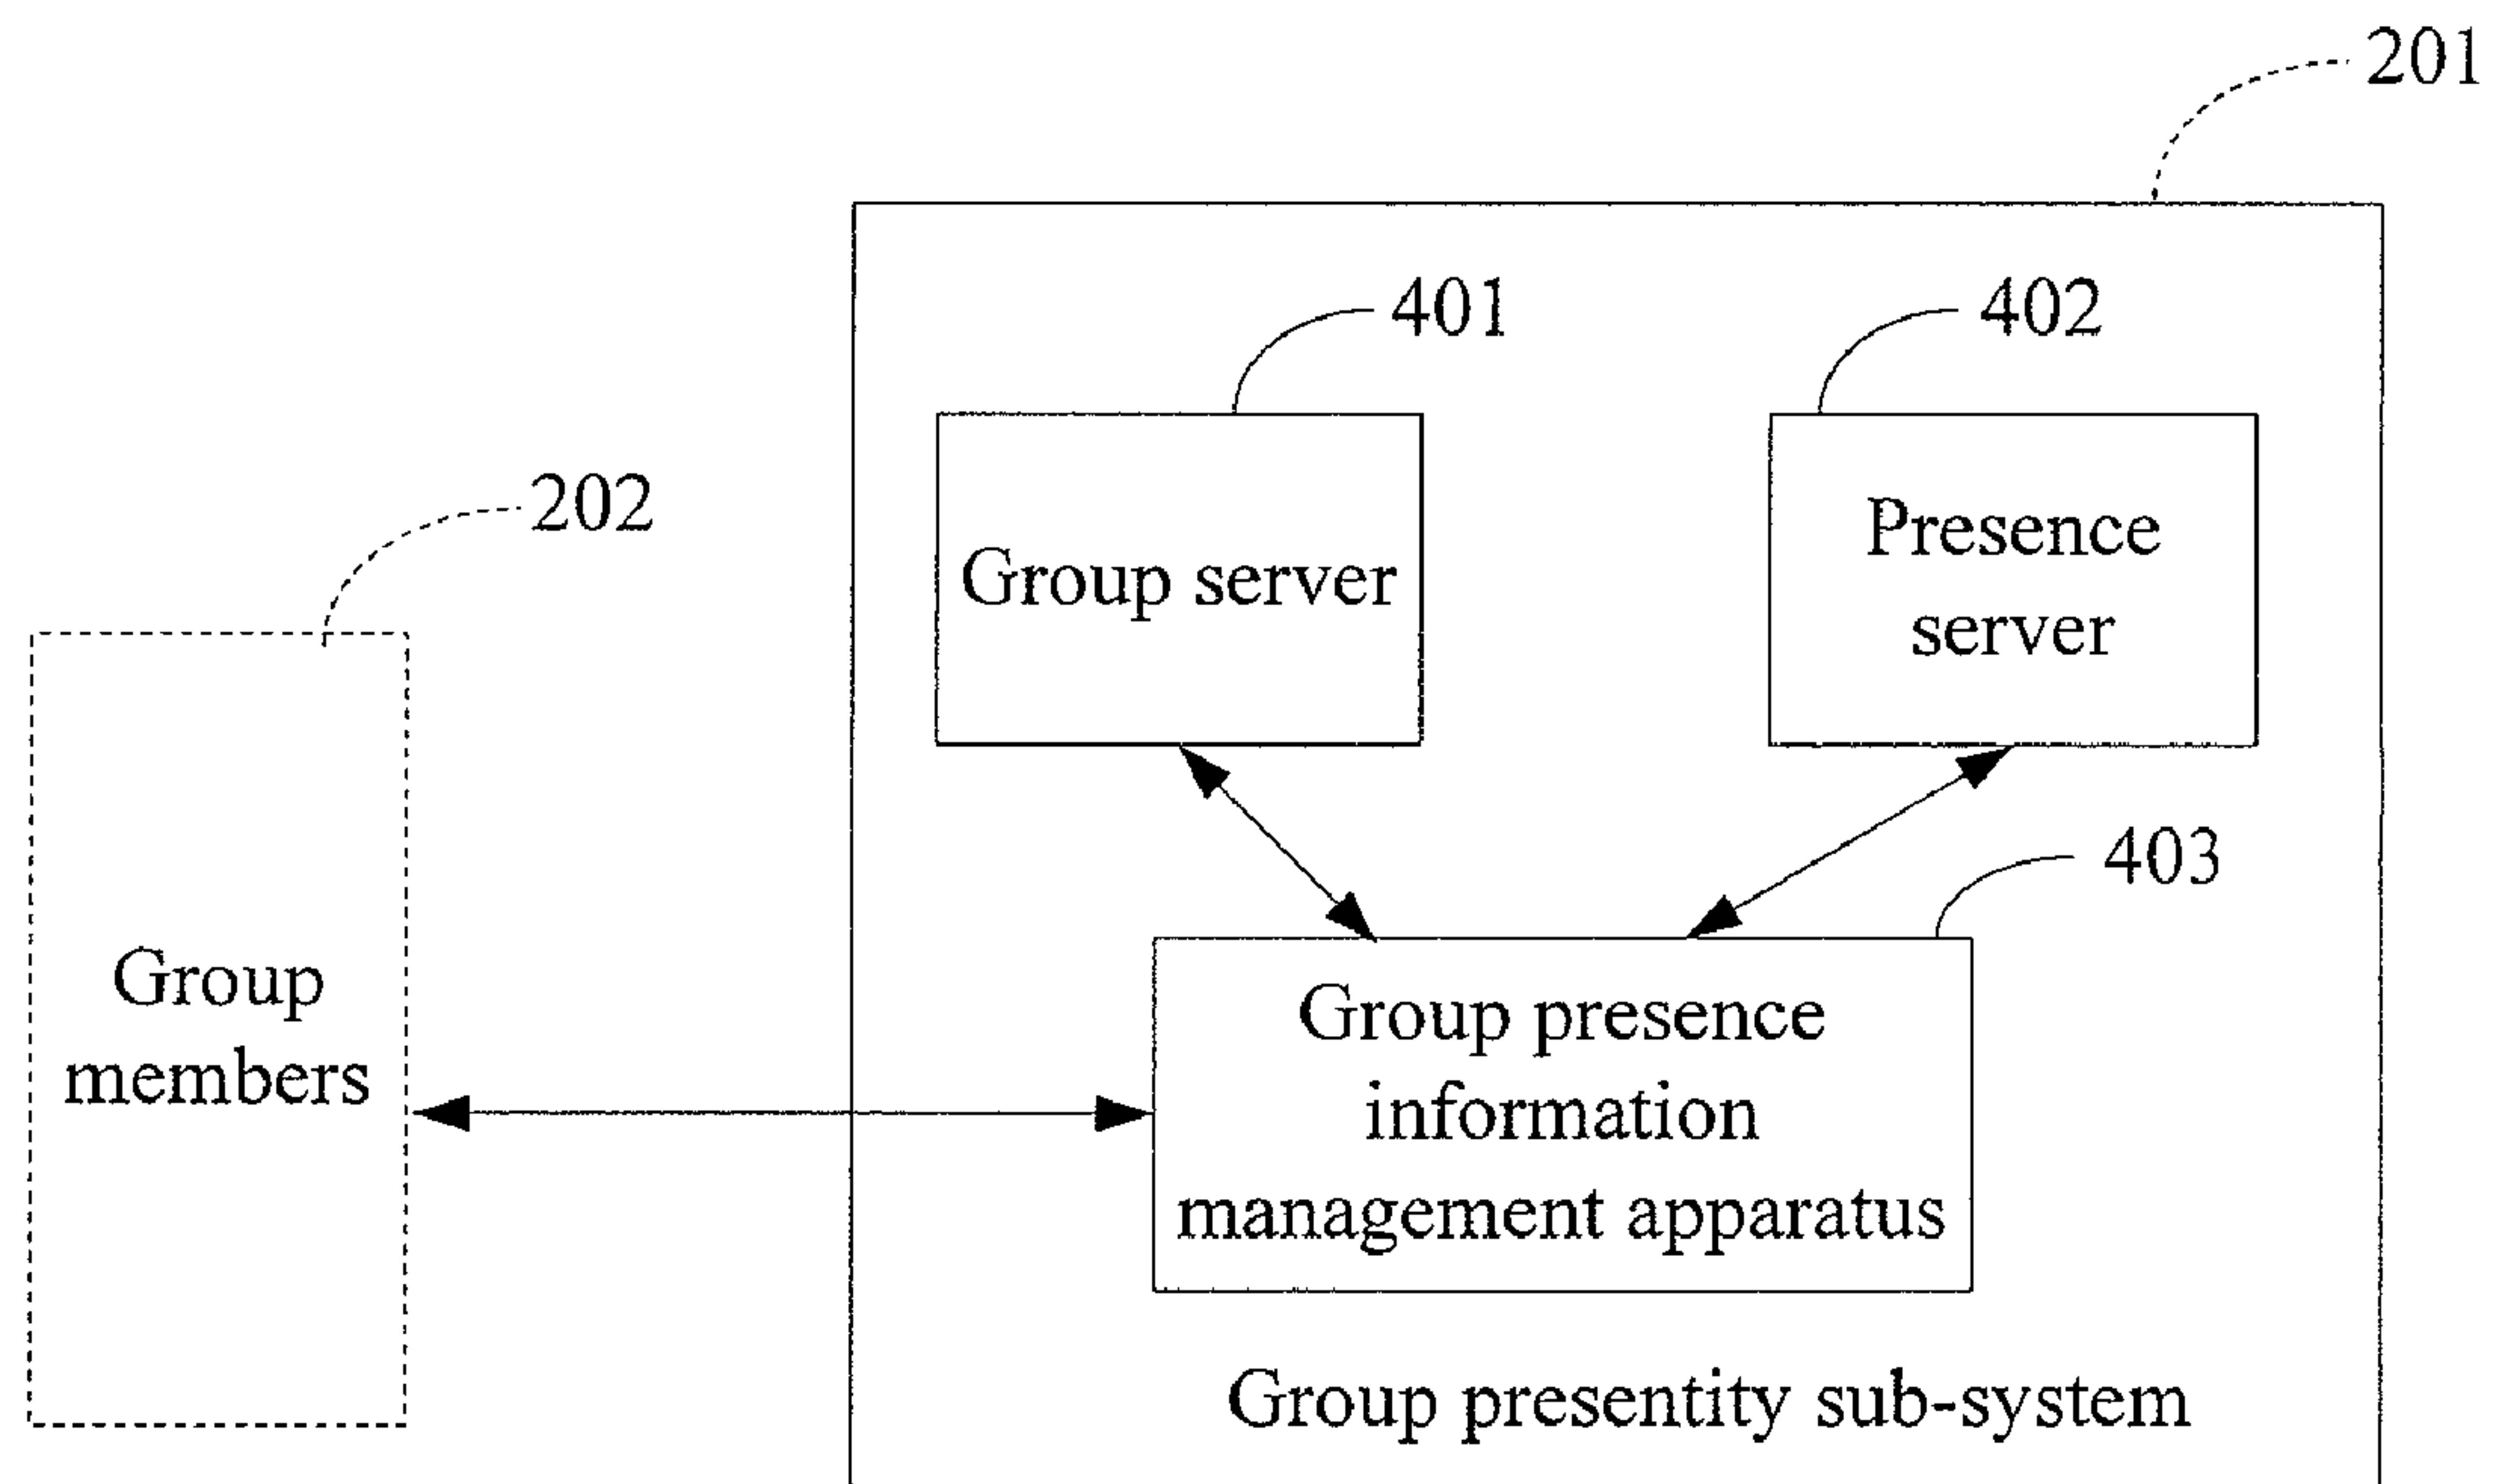 201
401
402
202
Group server
Presence
server
403
Group
members
Group presence
information
management apparatus
Group presentity sub-system